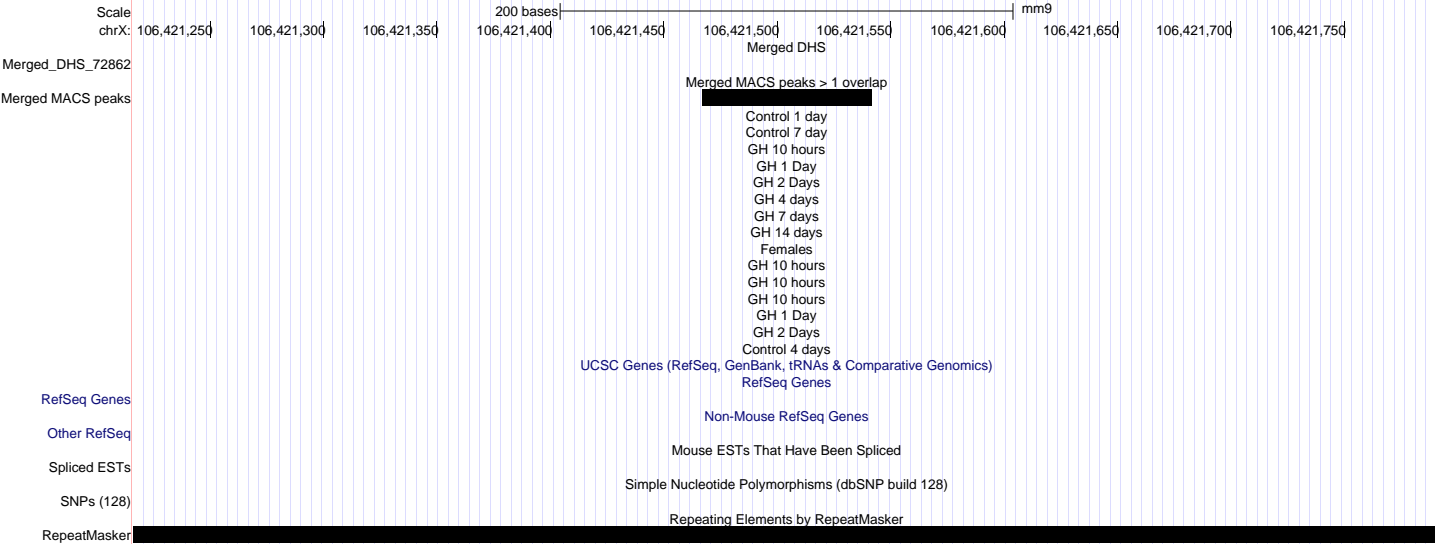 Scale 200 bases mm9
chrX: 106,421,250 106,421,300 106,421,350 106,421,400 106,421,450 106,421,500 106,421,550 106,421,600 106,421,650 106,421,700 106,421,750
Merged DHS
Merged_DHS_72862
Merged MACS peaks > 1 overlap
Merged MACS peaks
Control 1 day
Control 7 day
GH 10 hours
GH 1 Day
GH 2 Days
GH 4 days
GH 7 days
GH 14 days
Females
GH 10 hours
GH 10 hours
GH 10 hours
GH 1 Day
GH 2 Days
Control 4 days
UCSC Genes (RefSeq, GenBank, tRNAs & Comparative Genomics)
RefSeq Genes
RefSeq Genes
Non-Mouse RefSeq Genes
Other RefSeq
Mouse ESTs That Have Been Spliced
Spliced ESTs
Simple Nucleotide Polymorphisms (dbSNP build 128)
SNPs (128)
Repeating Elements by RepeatMasker
RepeatMasker